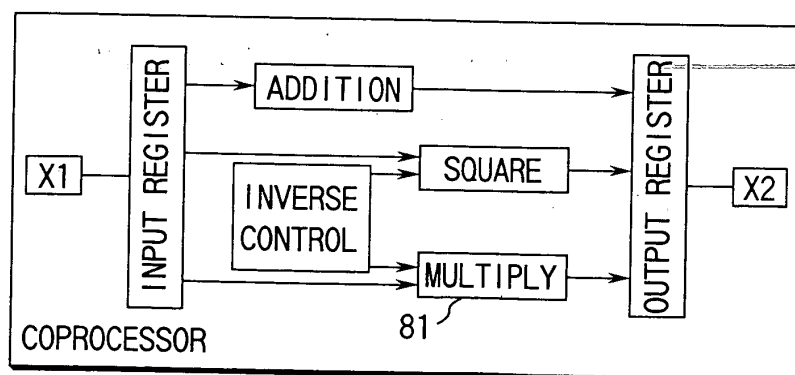 X1
INPUT REGISTER
ADDITION
SQUARE
INVERSE
CONTROL
MULTIPLY
81
OUTPUT REGISTER
X2
COPROCESSOR